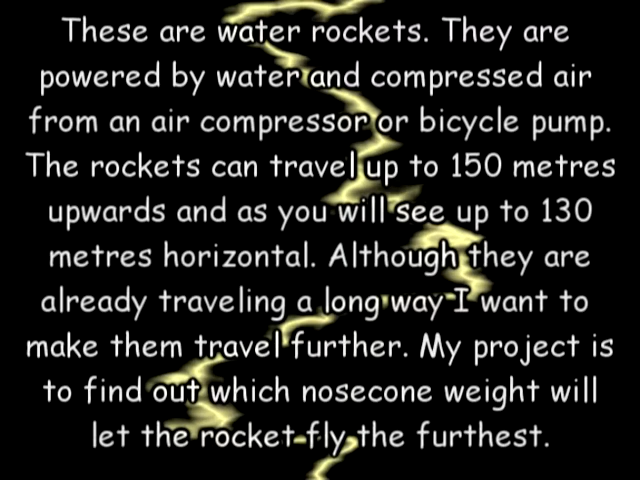 These are water rockets. They are
powered by water and compressed air
from an air compressor or bicycle pump.
The rockets can travel up to 150 metres
upwards and as you will see up to 130
metres horizontal. Although they are
already traveling a long way I want to
make them travel further. My project is
to find out which nosecone weight will
let the rocket fly the furthest.